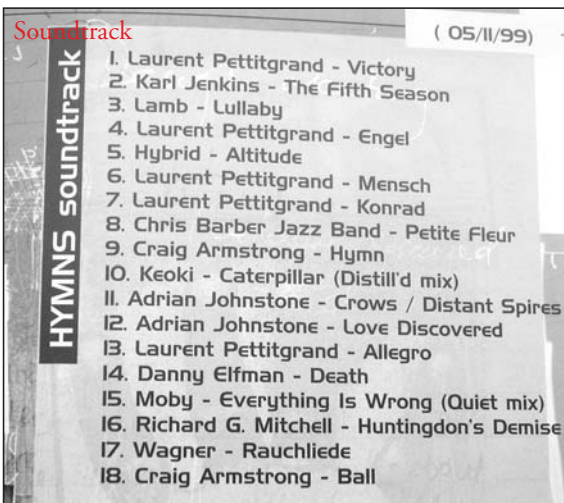 Soundtrack
( 05/11/99)
HYMNS soundtrack
1. Laurent Pettitgrand - Victory
2. Karl Jenkins - The Fifth Season
3. Lamb - Lullaby
4. Laurent Pettitgrand - Engel
5. Hybrid - Altitude
6. Laurent Pettitgrand - Mensch
7. Laurent Pettitgrand - Konrad
8. Chris Barber Jazz Band - Petite Fleur
9. Craig Armstrong - Hymn
10. Keoki - Caterpillar (Distill'd mix)
11. Adrian Johnstone - Crows / Distant Spires
12. Adrian Johnstone - Love Discovered
13. Laurent Pettitgrand - Allegro
14. Danny Elfman - Death
15. Moby - Everything Is Wrong (Quiet mix)
16. Richard G. Mitchell - Huntingdon's Demise
17. Wagner - Rauchliede
18. Craig Armstrong - Ball